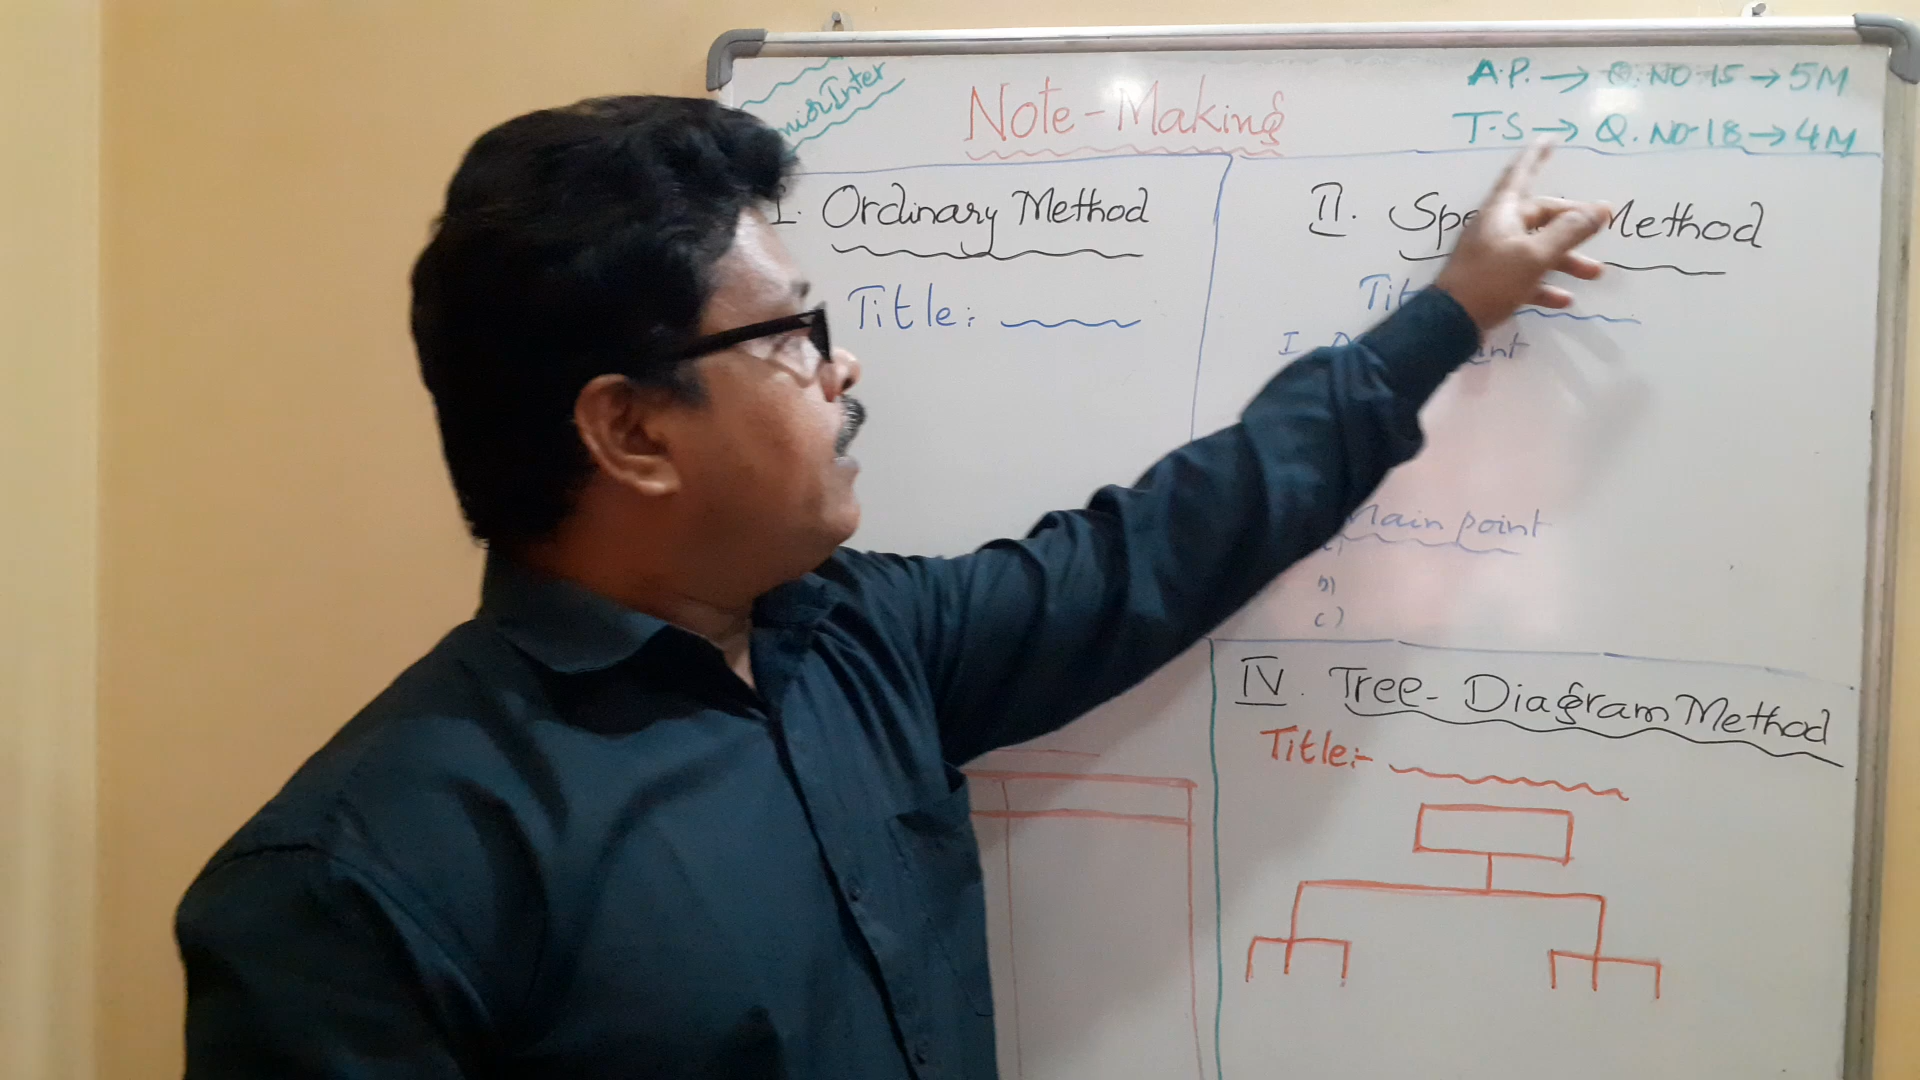 Inter
Note-Making
A.P. → Q. NO-15 → 5M
T.S → Q. NO-18 → 4M
I. Ordinary Method
Title:
II. Method
I
Main point
b)
c)
IV. Tree-Diagram Method
Title:-